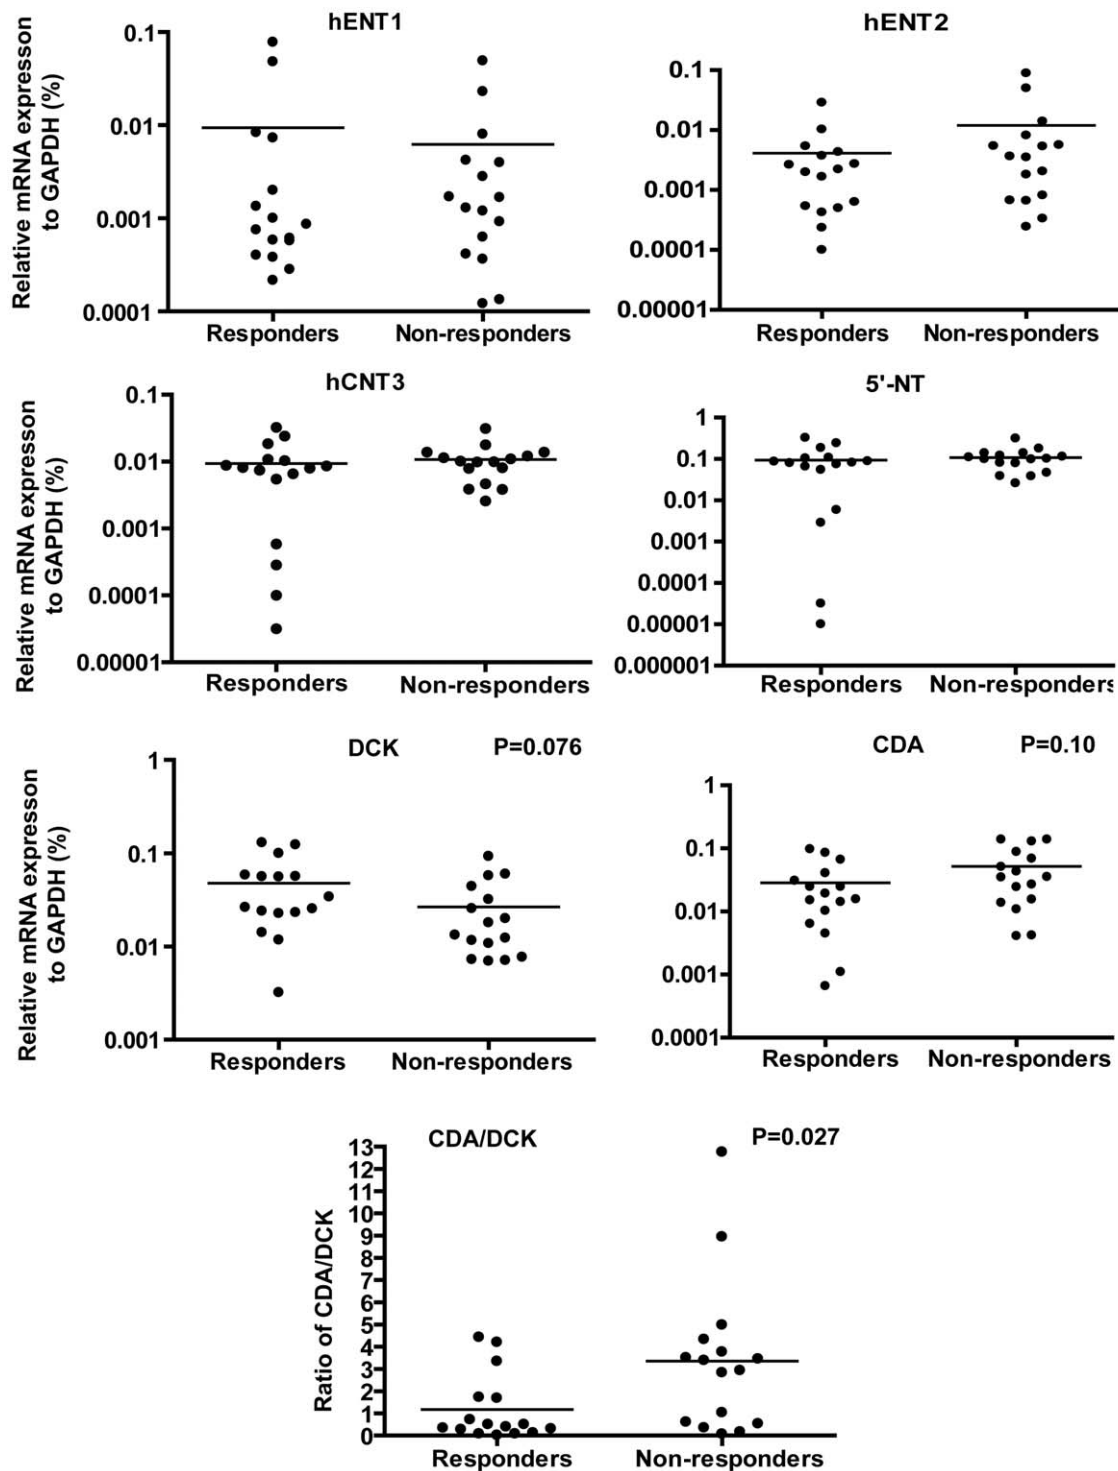 hENT1
Relative mRNA expresson
to GAPDH (%)
0.1
0.01
0.001
0.0001
Responders
Non-responders
hENT2
0.1
0.01
0.001
0.0001
0.00001
Responders
Non-responders
hCNT3
Relative mRNA expresson
to GAPDH (%)
0.1
0.01
0.001
0.0001
0.00001
Responders
Non-responders
5'-NT
1
0.1
0.01
0.001
0.0001
0.00001
0.000001
Responders
Non-responders
DCK
P=0.076
Relative mRNA expresson
to GAPDH (%)
1
0.1
0.01
0.001
Responders
Non-responders
CDA
P=0.10
1
0.1
0.01
0.001
0.0001
Responders
Non-responders
CDA/DCK
P=0.027
Ratio of CDA/DCK
13
12
11
10
9
8
7
6
5
4
3
2
1
0
Responders
Non-responders